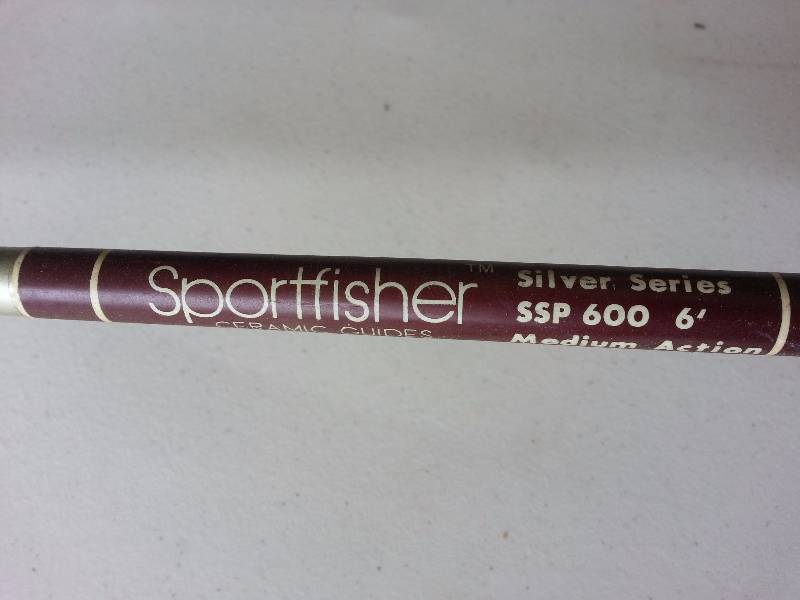 Sportfisher™
CERAMIC GUIDES
Silver Series
SSP 600 6'
Medium Action